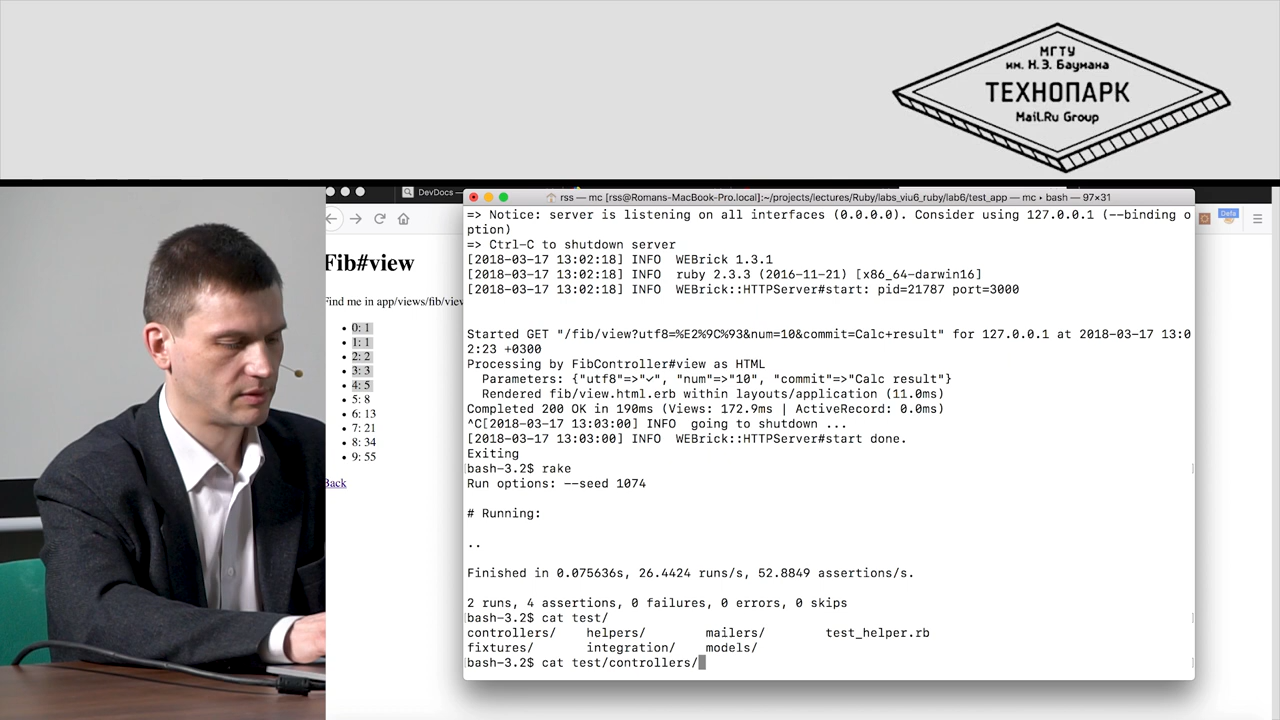 МГТУ
им. Н.Э. Баумана
ТЕХНОПАРК
Mail.Ru Group
DevDocs —
rss — mc [rss@Romans-MacBook-Pro.local]:~/projects/lectures/Ruby/labs_viu6_ruby/lab6/test_app — mc • bash — 97×31
Defa
Fib#view
Find me in app/views/fib/view
0: 1
1: 1
2: 2
3: 3
4: 5
5: 8
6: 13
7: 21
8: 34
9: 55
Back
=> Notice: server is listening on all interfaces (0.0.0.0). Consider using 127.0.0.1 (--binding o
ption)
=> Ctrl-C to shutdown server
[2018-03-17 13:02:18] INFO  WEBrick 1.3.1
[2018-03-17 13:02:18] INFO  ruby 2.3.3 (2016-11-21) [x86_64-darwin16]
[2018-03-17 13:02:18] INFO  WEBrick::HTTPServer#start: pid=21787 port=3000
Started GET "/fib/view?utf8=%E2%9C%93&num=10&commit=Calc+result" for 127.0.0.1 at 2018-03-17 13:0
2:23 +0300
Processing by FibController#view as HTML
Parameters: {"utf8"=>"✓", "num"=>"10", "commit"=>"Calc result"}
Rendered fib/view.html.erb within layouts/application (11.0ms)
Completed 200 OK in 190ms (Views: 172.9ms | ActiveRecord: 0.0ms)
^C[2018-03-17 13:03:00] INFO  going to shutdown ...
[2018-03-17 13:03:00] INFO  WEBrick::HTTPServer#start done.
Exiting
bash-3.2$ rake
Run options: --seed 1074
# Running:
..
Finished in 0.075636s, 26.4424 runs/s, 52.8849 assertions/s.
2 runs, 4 assertions, 0 failures, 0 errors, 0 skips
bash-3.2$ cat test/
controllers/    helpers/        mailers/        test_helper.rb
fixtures/       integration/    models/
bash-3.2$ cat test/controllers/